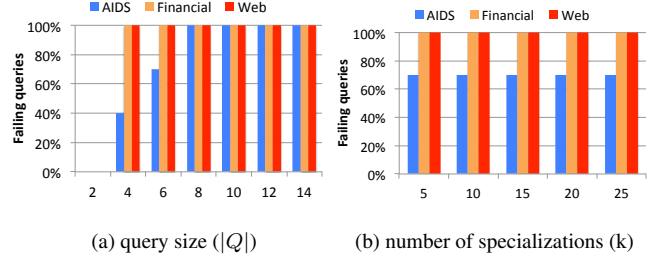 AIDS Financial Web
Failing queries
100%
80%
60%
40%
20%
0%
2 4 6 8 10 12 14
(a) query size (|Q|)
AIDS Financial Web
Failing queries
100%
80%
60%
40%
20%
0%
5 10 15 20 25
(b) number of specializations (k)